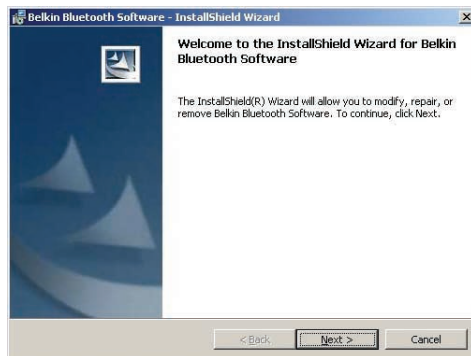 Belkin Bluetooth Software - InstallShield Wizard
Welcome to the InstallShield Wizard for Belkin
Bluetooth Software
The InstallShield(R) Wizard will allow you to modify, repair, or
remove Belkin Bluetooth Software. To continue, click Next.
< Back
Next >
Cancel